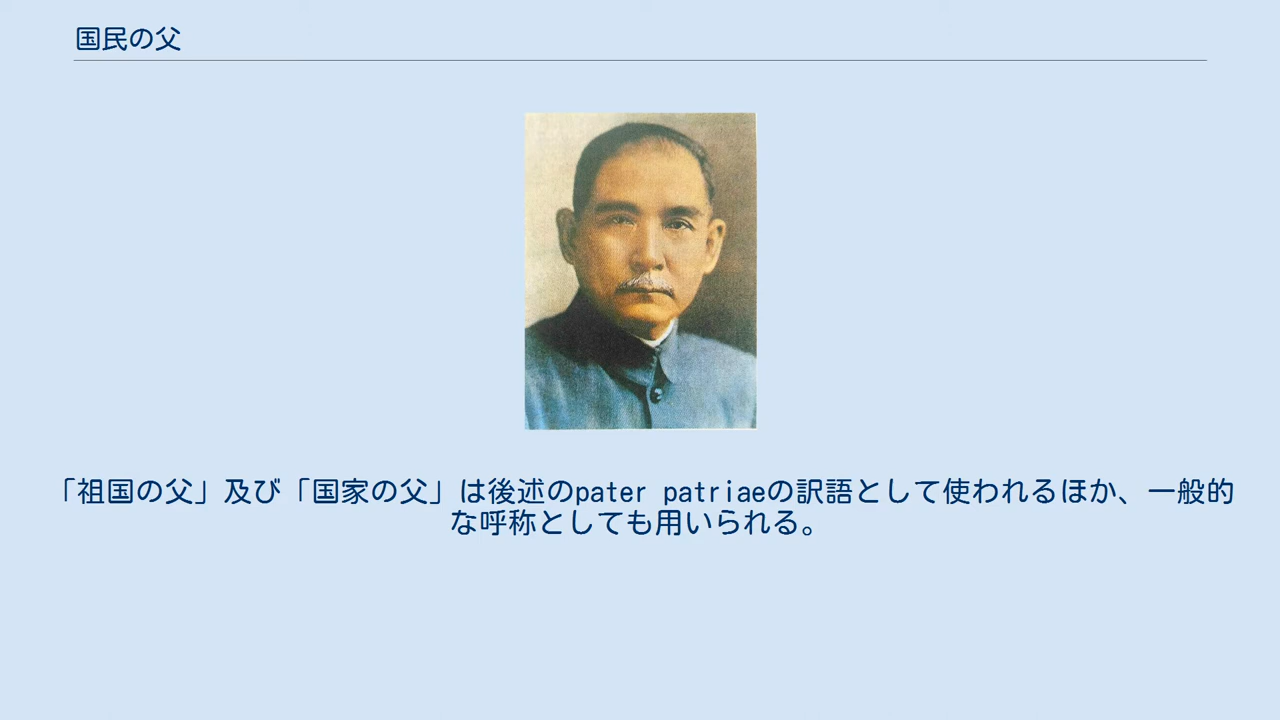 国民の父
「祖国の父」及び「国家の父」は後述のpater patriaeの訳語として使われるほか、一般的
な呼称としても用いられる。